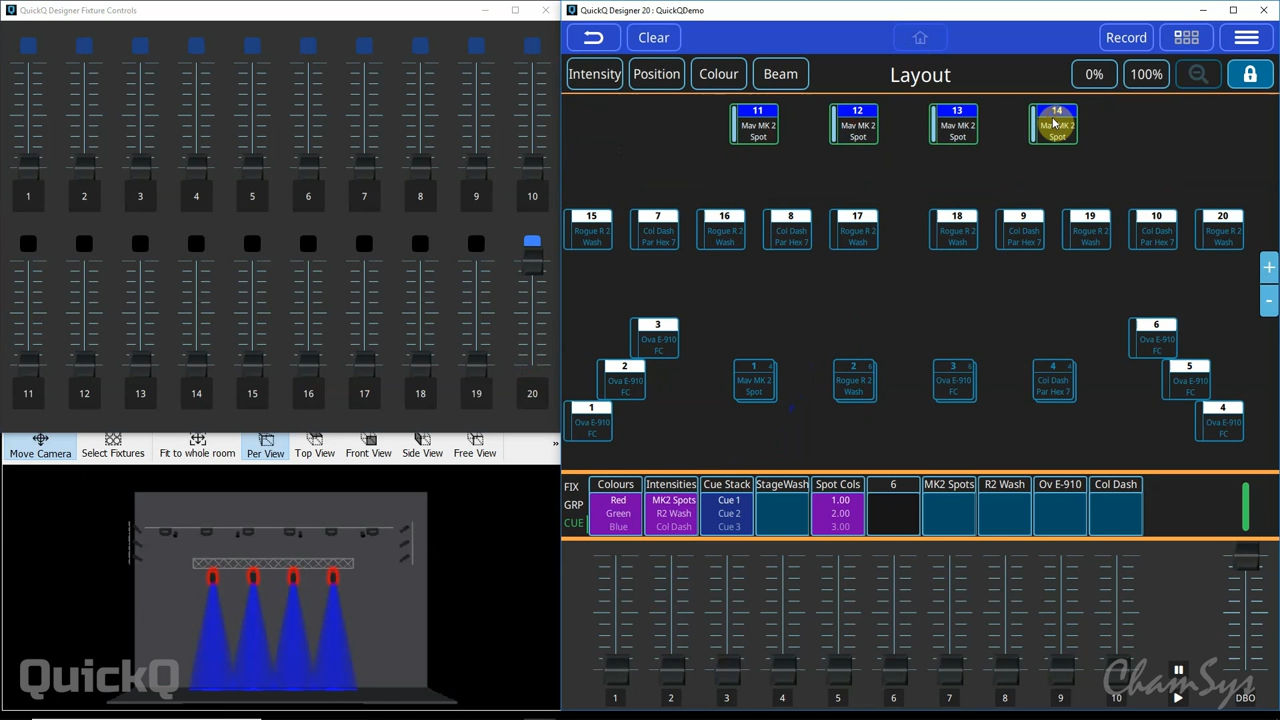 QuickQ Designer Fixture Controls
QuickQ Designer 20 : QuickQDemo
Clear
Record
Intensity Position Colour Beam Layout 0% 100%
11 Mav MK 2 Spot
12 Mav MK 2 Spot
13 Mav MK 2 Spot
14 Mav MK 2 Spot
15 Rogue R 2 Wash
7 Col Dash Par Hex 7
16 Rogue R 2 Wash
8 Col Dash Par Hex 7
17 Rogue R 2 Wash
18 Rogue R 2 Wash
9 Col Dash Par Hex 7
19 Rogue R 2 Wash
10 Col Dash Par Hex 7
20 Rogue R 2 Wash
3 Ova E-910 FC
6 Ova E-910 FC
2 Ova E-910 FC
1 4 Mav MK 2 Spot
2 6 Rogue R 2 Wash
3 6 Ova E-910 FC
4 4 Col Dash Par Hex 7
5 Ova E-910 FC
1 Ova E-910 FC
4 Ova E-910 FC
+
-
1 2 3 4 5 6 7 8 9 10
11 12 13 14 15 16 17 18 19 20
Move Camera Select Fixtures Fit to whole room Per View Top View Front View Side View Free View »
FIX Colours Intensities Cue Stack StageWash Spot Cols 6 MK2 Spots R2 Wash Ov E-910 Col Dash
GRP Red MK2 Spots Cue 1 1.00
Green R2 Wash Cue 2 2.00
CUE Blue Col Dash Cue 3 3.00
1 2 3 4 5 6 7 8 9 10 DBO
QuickQ
ChamSys